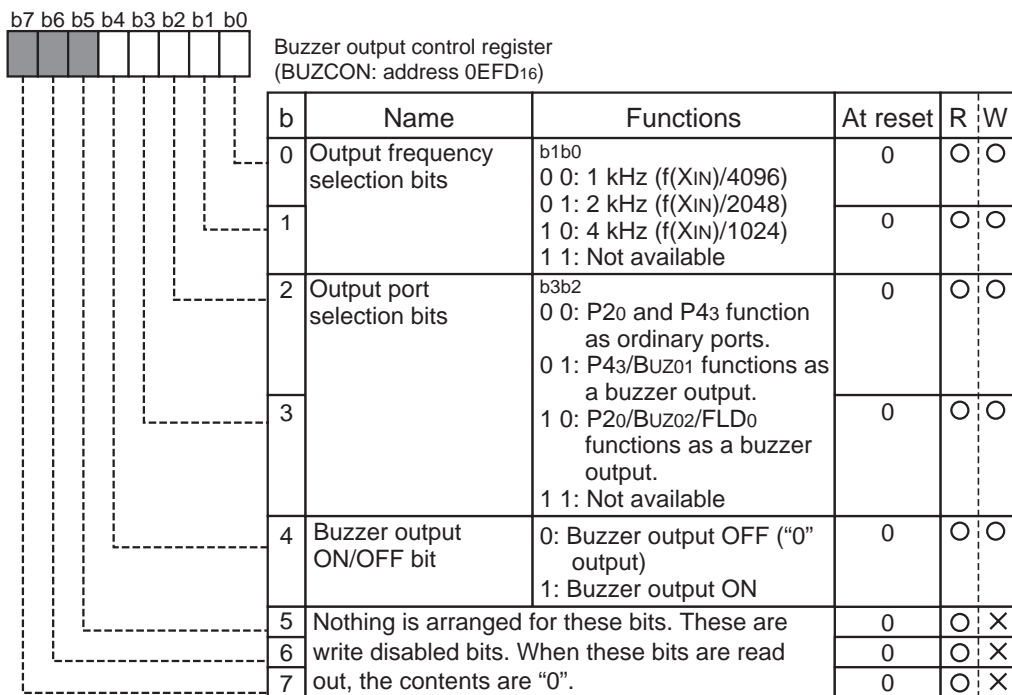 b7 b6 b5 b4 b3 b2 b1 b0
Buzzer output control register
(BUZCON: address 0EFD16)
b Name Functions At reset R W
0 Output frequency selection bits
b1b0
0 0: 1 kHz (f(XIN)/4096)
0 1: 2 kHz (f(XIN)/2048)
1 0: 4 kHz (f(XIN)/1024)
1 1: Not available
0 O O
1 0 O O
2 Output port selection bits
b3b2
0 0: P20 and P43 function
as ordinary ports.
0 1: P43/BUZ01 functions as
a buzzer output.
1 0: P20/BUZ02/FLD0
functions as a buzzer
output.
1 1: Not available
0 O O
3 0 O O
4 Buzzer output ON/OFF bit
0: Buzzer output OFF (“0”
output)
1: Buzzer output ON
0 O O
5 Nothing is arranged for these bits. These are 0 O ×
6 write disabled bits. When these bits are read 0 O ×
7 out, the contents are “0”. 0 O ×